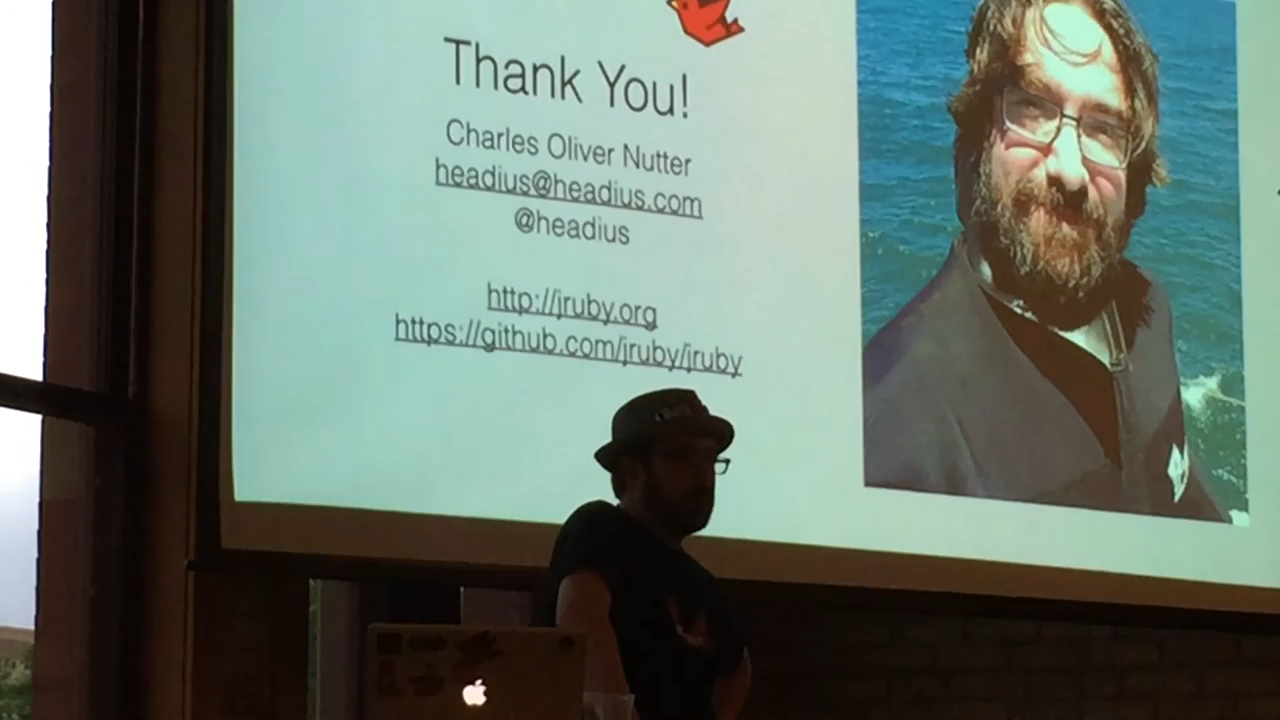 Thank You!
Charles Oliver Nutter
headius@headius.com
@headius
http://jruby.org
https://github.com/jruby/jruby